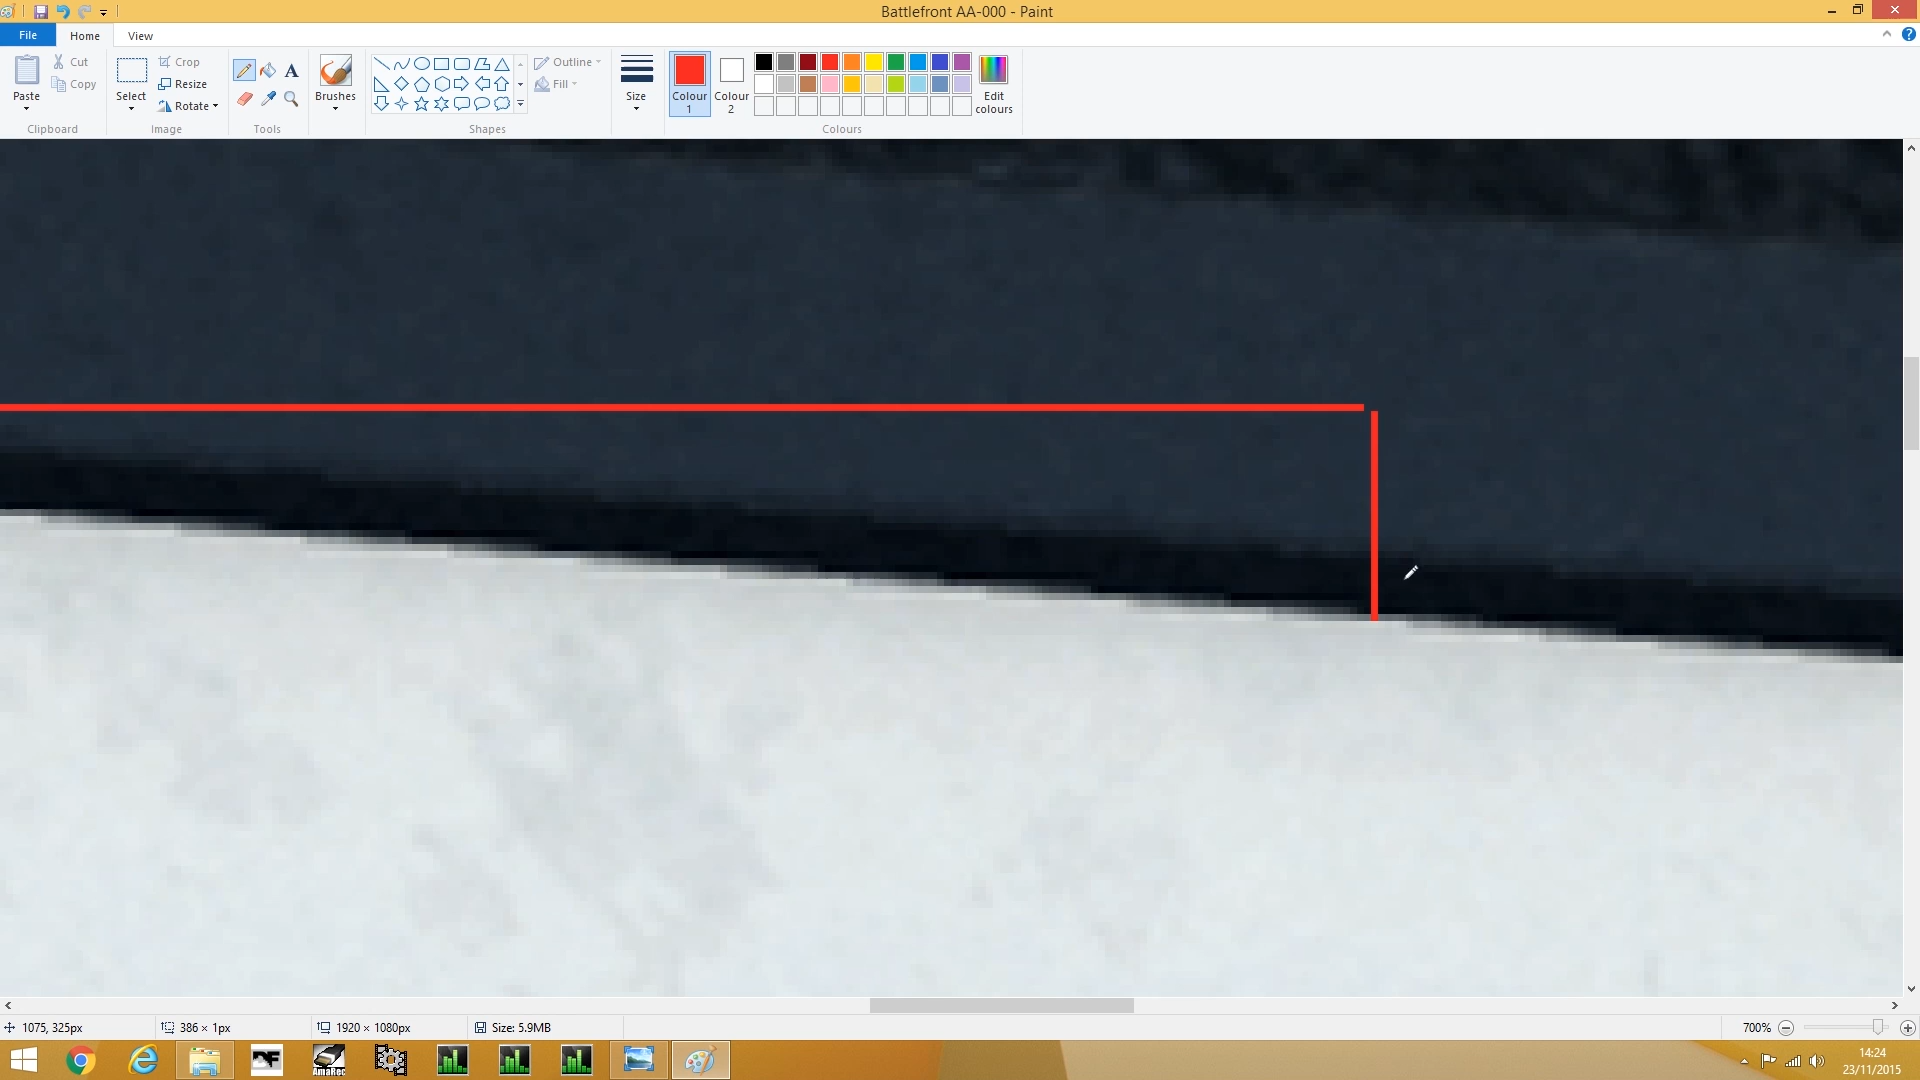 Battlefront AA-000 - Paint
File
Home
View
Paste
Cut
Copy
Clipboard
Select
Crop
Resize
Rotate
Image
A
Tools
Brushes
Outline
Fill
Shapes
Size
Colour
1
Colour
2
Edit
colours
Colours
1075, 325px
386 × 1px
1920 × 1080px
Size: 5.9MB
700%
AmaRec
14:24
23/11/2015